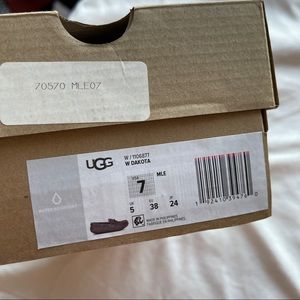 70570 MLE07
UGG
W / 1106877
W DAKOTA
USA
7
MLE
UK EU JP
5 38 24
MADE IN PHILIPPINES
FABRIQUÉ EN PHILIPPINES